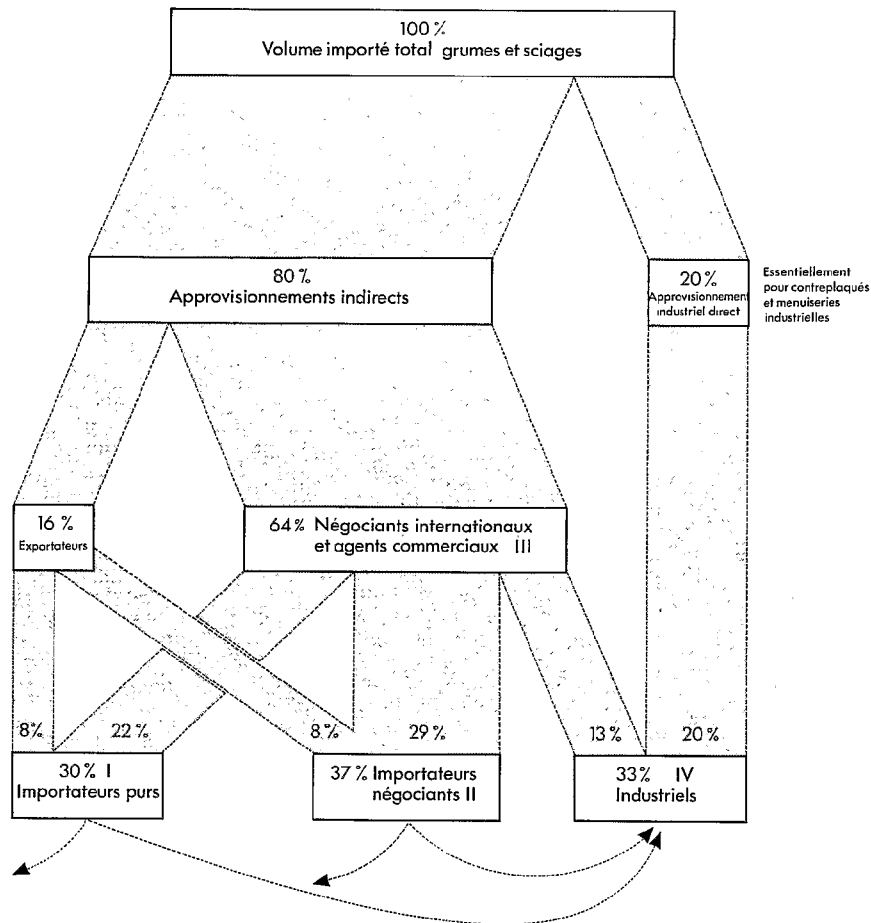 100 %
Volume importé total grumes et sciages
80 %
Approvisionnements indirects
20 %
Approvisionnement
industriel direct
Essentiellement
pour contreplaqués
et menuiseries
industrielles
16 %
Exportateurs
64 % Négociants internationaux
et agents commerciaux III
8 %
22 %
8 %
29 %
13 %
20 %
30 % I
Importateurs purs
37 % Importateurs
négociants II
33 % IV
Industriels